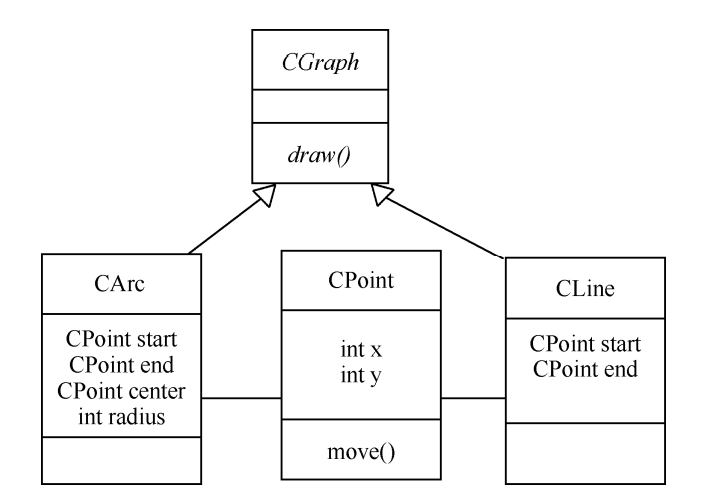 CGraph
draw()
CArc
CPoint start
CPoint end
CPoint center
int radius
CPoint
int x
int y
move()
CLine
CPoint start
CPoint end